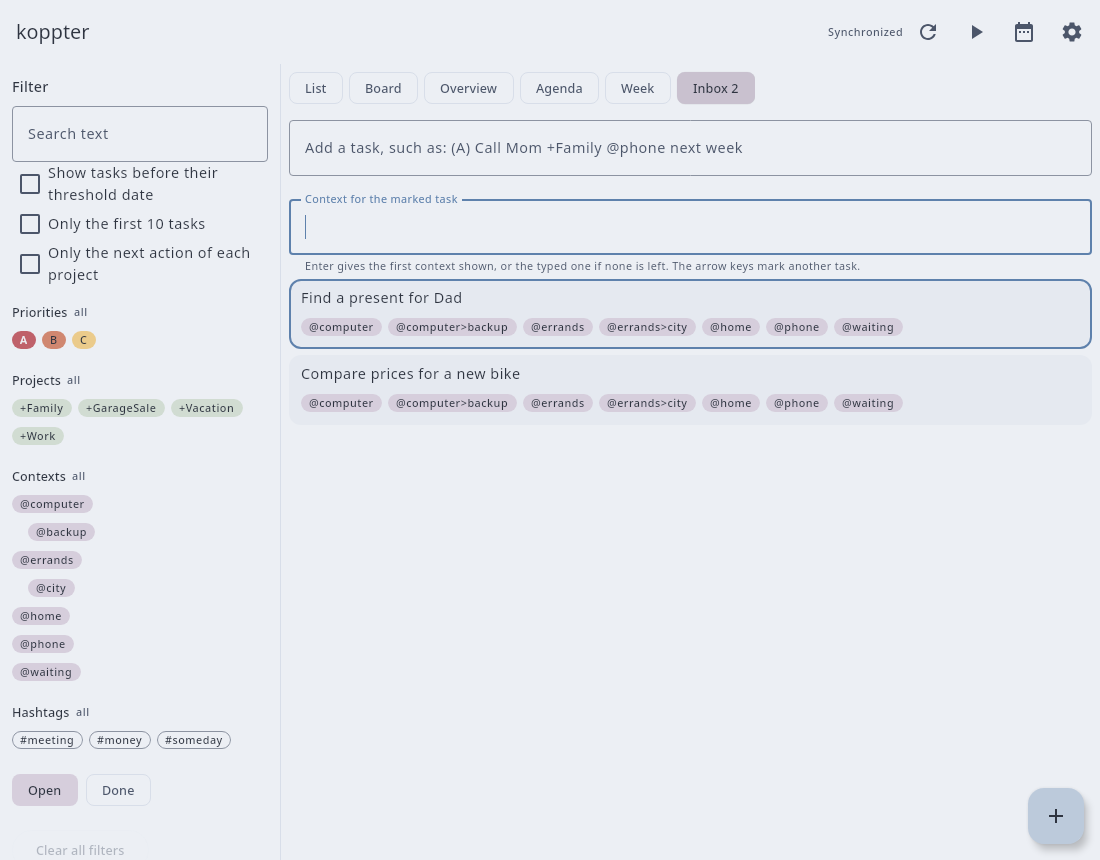 koppter
Synchronized
Filter
Search text
Show tasks before their
threshold date
Only the first 10 tasks
Only the next action of each
project
Priorities all
A B C
Projects all
+Family +GarageSale +Vacation
+Work
Contexts all
@computer
@backup
@errands
@city
@home
@phone
@waiting
Hashtags all
#meeting #money #someday
Open Done
Clear all filters
List Board Overview Agenda Week Inbox 2
Add a task, such as: (A) Call Mom +Family @phone next week
Context for the marked task
Enter gives the first context shown, or the typed one if none is left. The arrow keys mark another task.
Find a present for Dad
@computer @computer>backup @errands @errands>city @home @phone @waiting
Compare prices for a new bike
@computer @computer>backup @errands @errands>city @home @phone @waiting